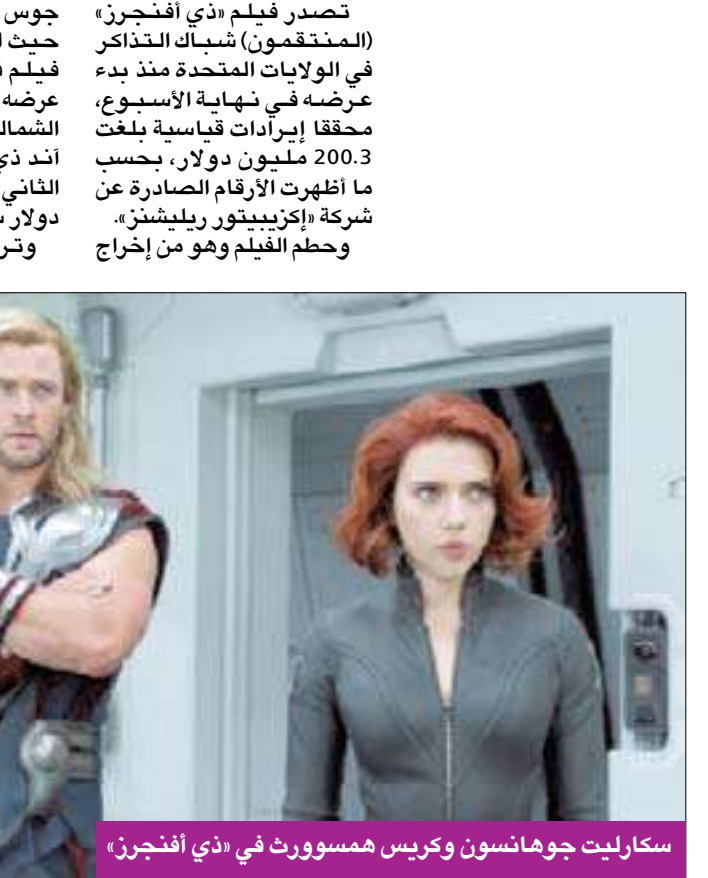 تصدر فيلم «ذي أفنجرز»
(المنتقمون) شباك التذاكر
في الولايات المتحدة منذ بدء
عرضه في نهاية الأسبوع،
محققا إيرادات قياسية بلغت
200.3 مليون دولار، بحسب
ما أظهرت الأرقام الصادرة عن
شركة «إكزيبيتور ريليشنز».
وحطم الفيلم وهو من إخراج
جوس
حيث
فيلم
عرضه
آند ذي
الثاني
دولار
سكارليت جوهانسون وكريس همسوورث في «ذي أفنجرز»